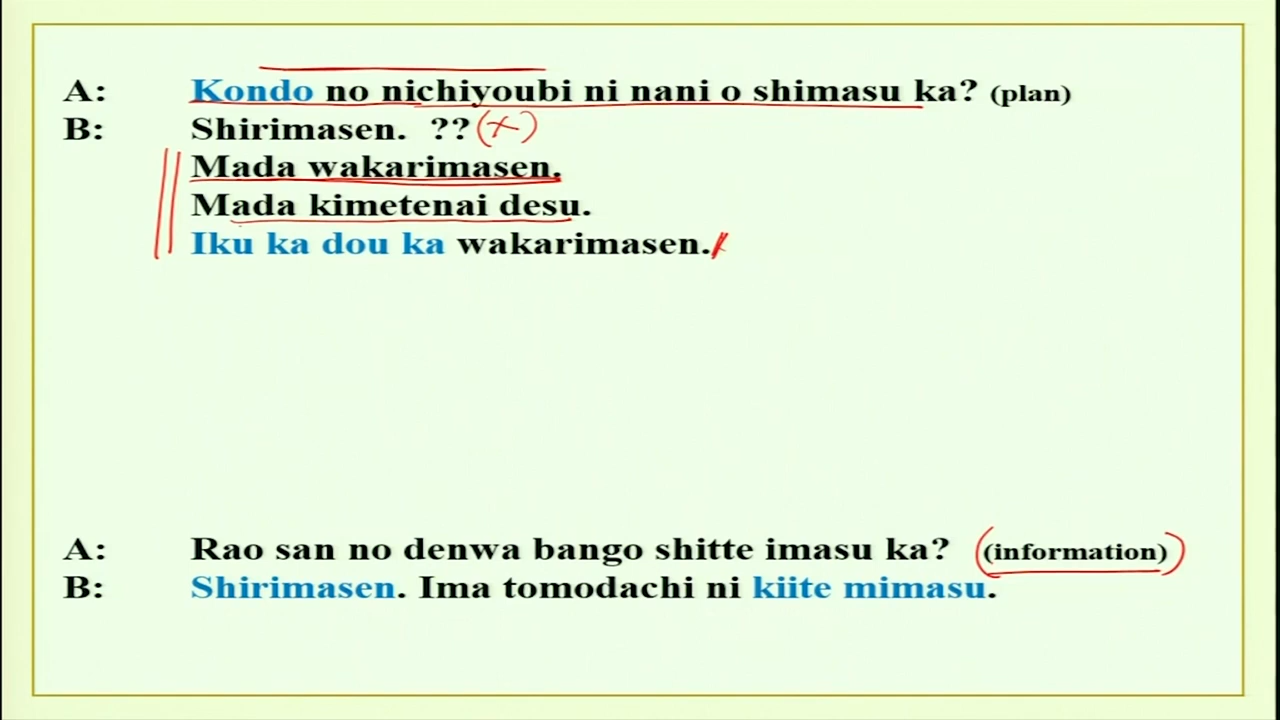 A: Kondo no nichiyoubi ni nani o shimasu ka? (plan)
B: Shirimasen. ?? (×)
Mada wakarimasen.
Mada kimetenai desu.
Iku ka dou ka wakarimasen.
A: Rao san no denwa bango shitte imasu ka? (information)
B: Shirimasen. Ima tomodachi ni kiite mimasu.